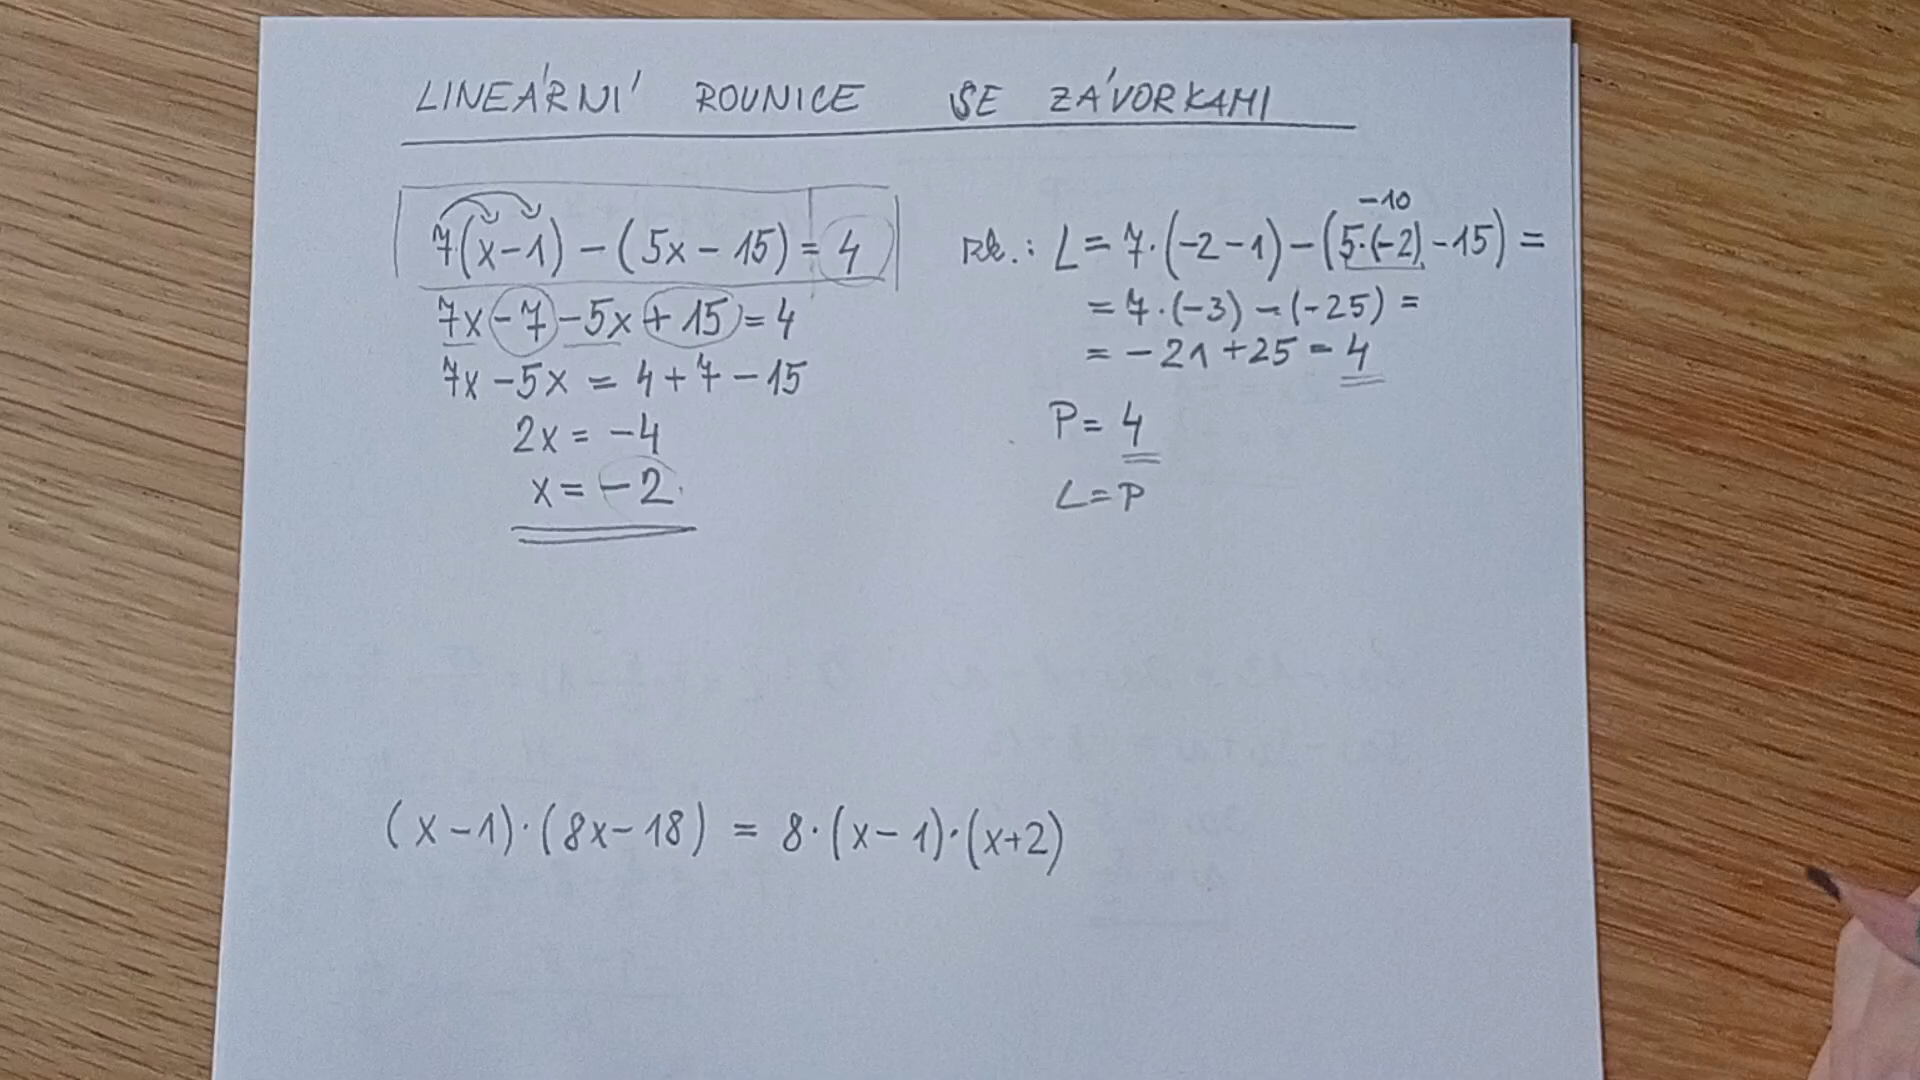 LINEÁRNÍ ROVNICE SE ZÁVORKAMI
7(x-1) - (5x - 15) = 4
7x - 7 - 5x + 15 = 4
7x - 5x = 4 + 7 - 15
2x = -4
x = -2
-10
zk.: L = 7·(-2-1) - (5·(-2) - 15) =
= 7·(-3) - (-25) =
= -21 + 25 = 4
P = 4
L = P
(x-1)·(8x-18) = 8·(x-1)·(x+2)